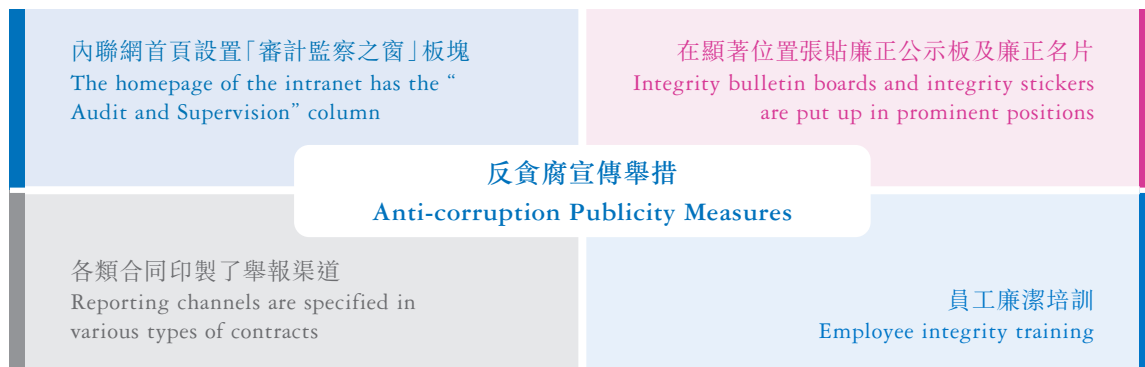 內聯網首頁設置「審計監察之窗」板塊
The homepage of the intranet has the “
Audit and Supervision” column
在顯著位置張貼廉正公示板及廉正名片
Integrity bulletin boards and integrity stickers
are put up in prominent positions
反貪腐宣傳舉措
Anti-corruption Publicity Measures
各類合同印製了舉報渠道
Reporting channels are specified in
various types of contracts
員工廉潔培訓
Employee integrity training